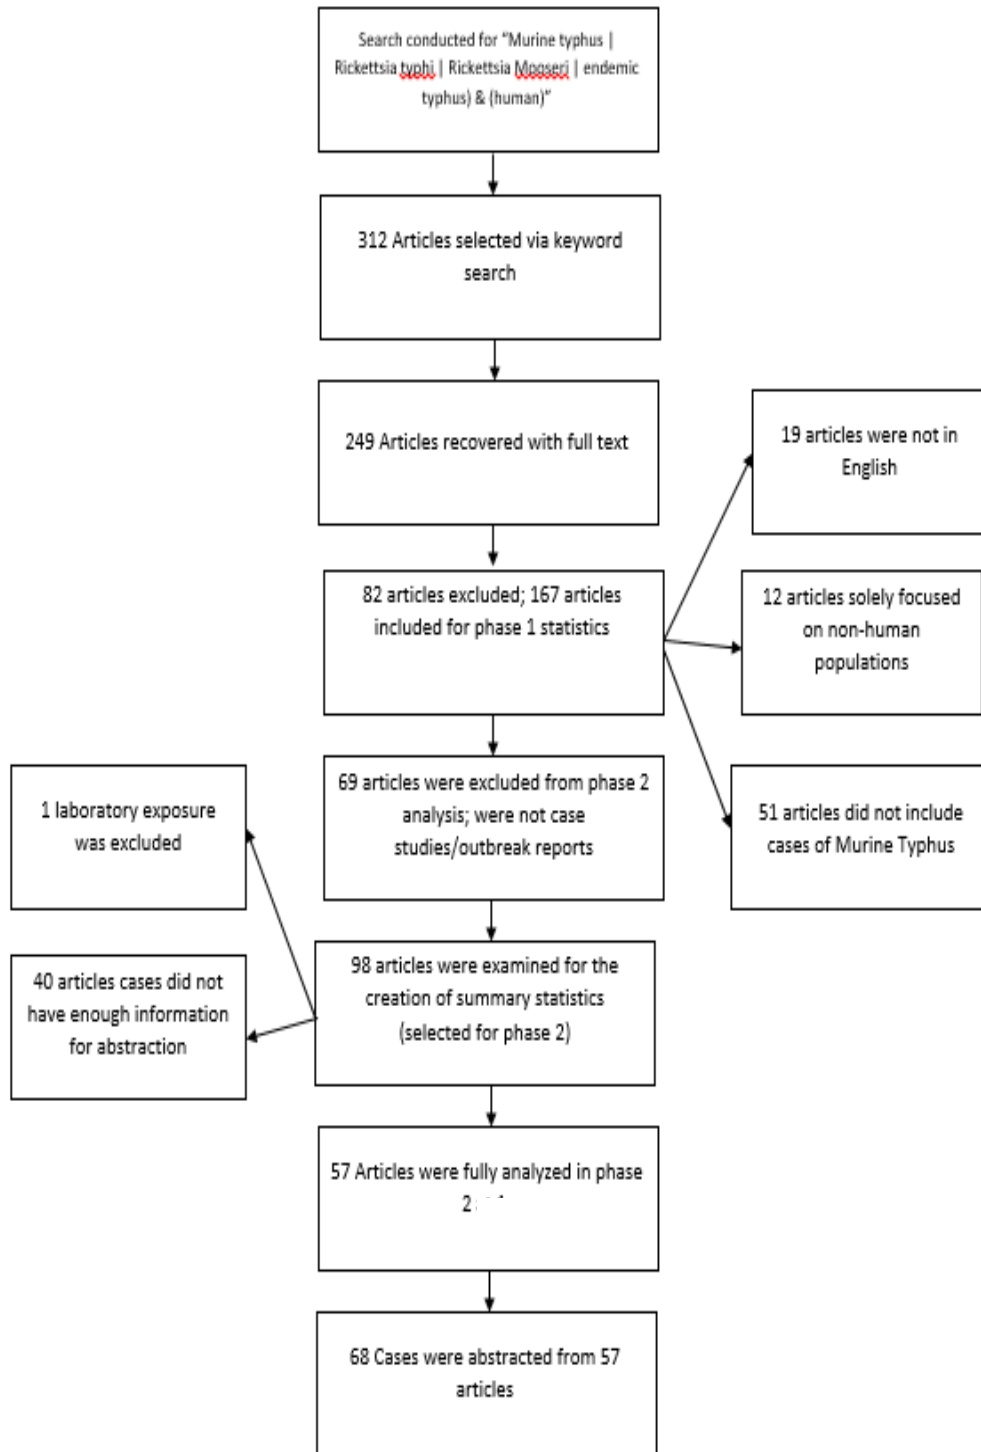 Search conducted for “Murine typhus |
Rickettsia typhi | Rickettsia Mooseri | endemic
typhus) & (human)”
312 Articles selected via keyword
search
249 Articles recovered with full text
82 articles excluded; 167 articles
included for phase 1 statistics
19 articles were not in
English
12 articles solely focused
on non-human
populations
51 articles did not include
cases of Murine Typhus
69 articles were excluded from phase 2
analysis; were not case
studies/outbreak reports
1 laboratory exposure
was excluded
40 articles cases did not
have enough information
for abstraction
98 articles were examined for the
creation of summary statistics
(selected for phase 2)
57 Articles were fully analyzed in phase
2
68 Cases were abstracted from 57
articles